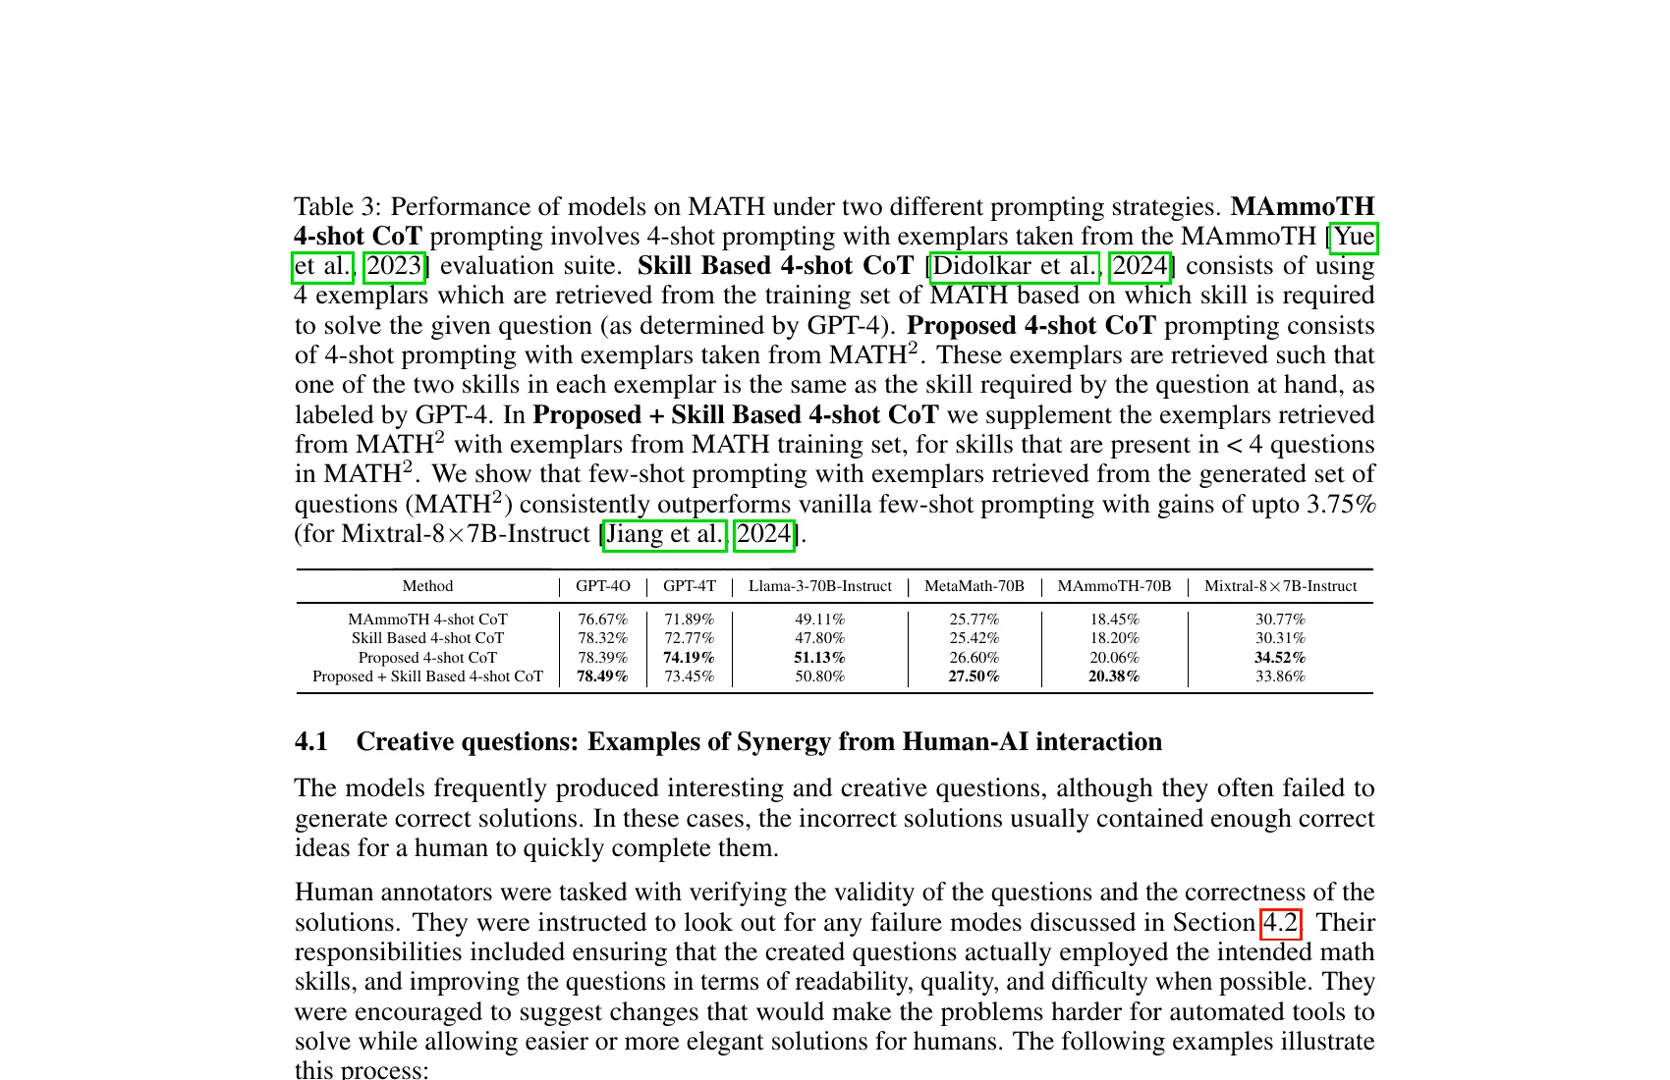 Table 3: Performance of models on MATH under two different prompting strategies. MAmmoTH
4-shot CoT prompting involves 4-shot prompting with exemplars taken from the MAmmoTH [Yue
et al., 2023] evaluation suite. Skill Based 4-shot CoT [Didolkar et al., 2024] consists of using
4 exemplars which are retrieved from the training set of MATH based on which skill is required
to solve the given question (as determined by GPT-4). Proposed 4-shot CoT prompting consists
of 4-shot prompting with exemplars taken from MATH². These exemplars are retrieved such that
one of the two skills in each exemplar is the same as the skill required by the question at hand, as
labeled by GPT-4. In Proposed + Skill Based 4-shot CoT we supplement the exemplars retrieved
from MATH² with exemplars from MATH training set, for skills that are present in < 4 questions
in MATH². We show that few-shot prompting with exemplars retrieved from the generated set of
questions (MATH²) consistently outperforms vanilla few-shot prompting with gains of upto 3.75%
(for Mixtral-8×7B-Instruct [Jiang et al., 2024].
Method GPT-4O GPT-4T Llama-3-70B-Instruct MetaMath-70B MAmmoTH-70B Mixtral-8×7B-Instruct
MAmmoTH 4-shot CoT 76.67% 71.89% 49.11% 25.77% 18.45% 30.77%
Skill Based 4-shot CoT 78.32% 72.77% 47.80% 25.42% 18.20% 30.31%
Proposed 4-shot CoT 78.39% 74.19% 51.13% 26.60% 20.06% 34.52%
Proposed + Skill Based 4-shot CoT 78.49% 73.45% 50.80% 27.50% 20.38% 33.86%
4.1 Creative questions: Examples of Synergy from Human-AI interaction
The models frequently produced interesting and creative questions, although they often failed to
generate correct solutions. In these cases, the incorrect solutions usually contained enough correct
ideas for a human to quickly complete them.
Human annotators were tasked with verifying the validity of the questions and the correctness of the
solutions. They were instructed to look out for any failure modes discussed in Section 4.2. Their
responsibilities included ensuring that the created questions actually employed the intended math
skills, and improving the questions in terms of readability, quality, and difficulty when possible. They
were encouraged to suggest changes that would make the problems harder for automated tools to
solve while allowing easier or more elegant solutions for humans. The following examples illustrate
this process: